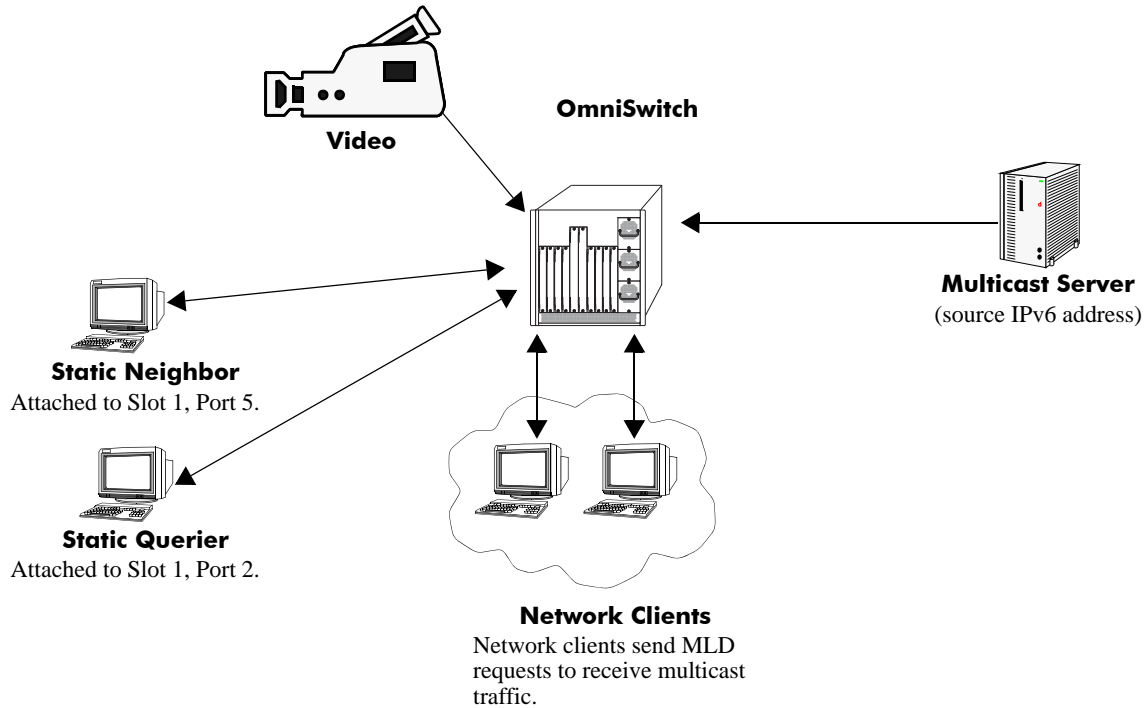 OmniSwitch
Video
Multicast Server
(source IPv6 address)
Static Neighbor
Attached to Slot 1, Port 5.
Static Querier
Attached to Slot 1, Port 2.
Network Clients
Network clients send MLD
requests to receive multicast
traffic.